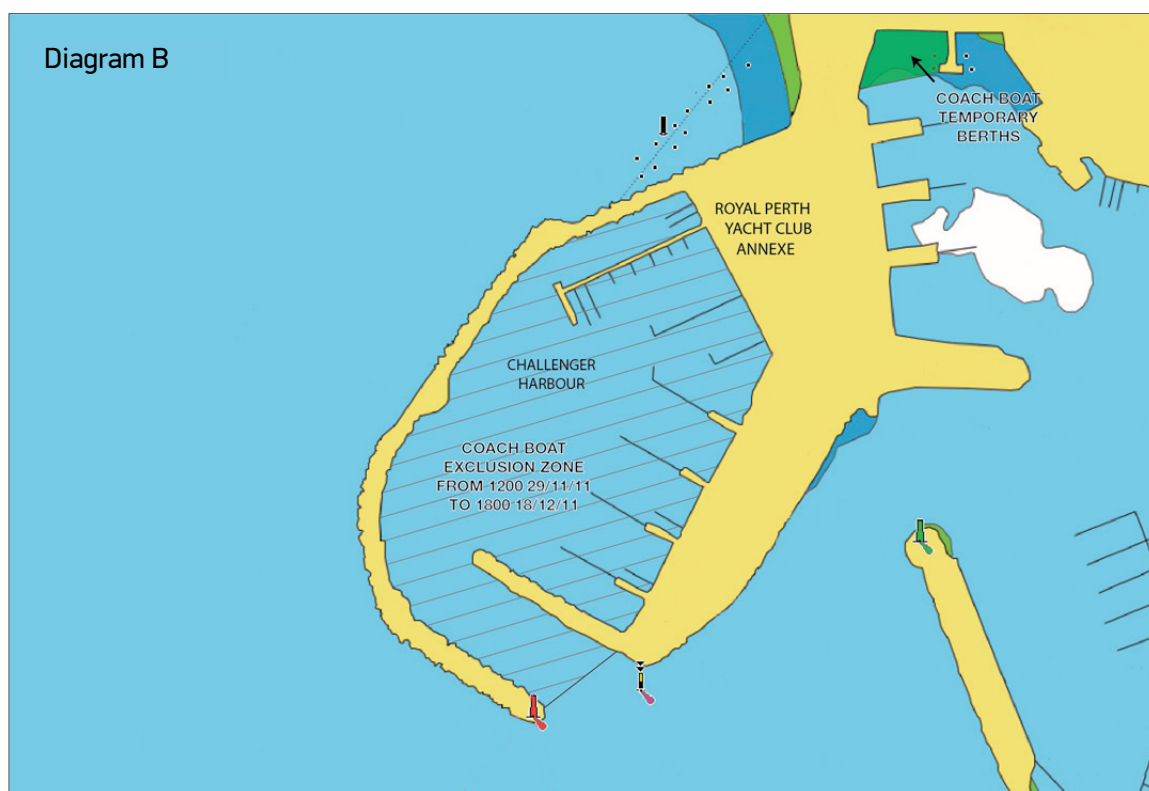 Diagram B
COACH BOAT
TEMPORARY
BERTHS
ROYAL PERTH
YACHT CLUB
ANNEXE
CHALLENGER
HARBOUR
COACH BOAT
EXCLUSION ZONE
FROM 1200 29/11/11
TO 1800 18/12/11